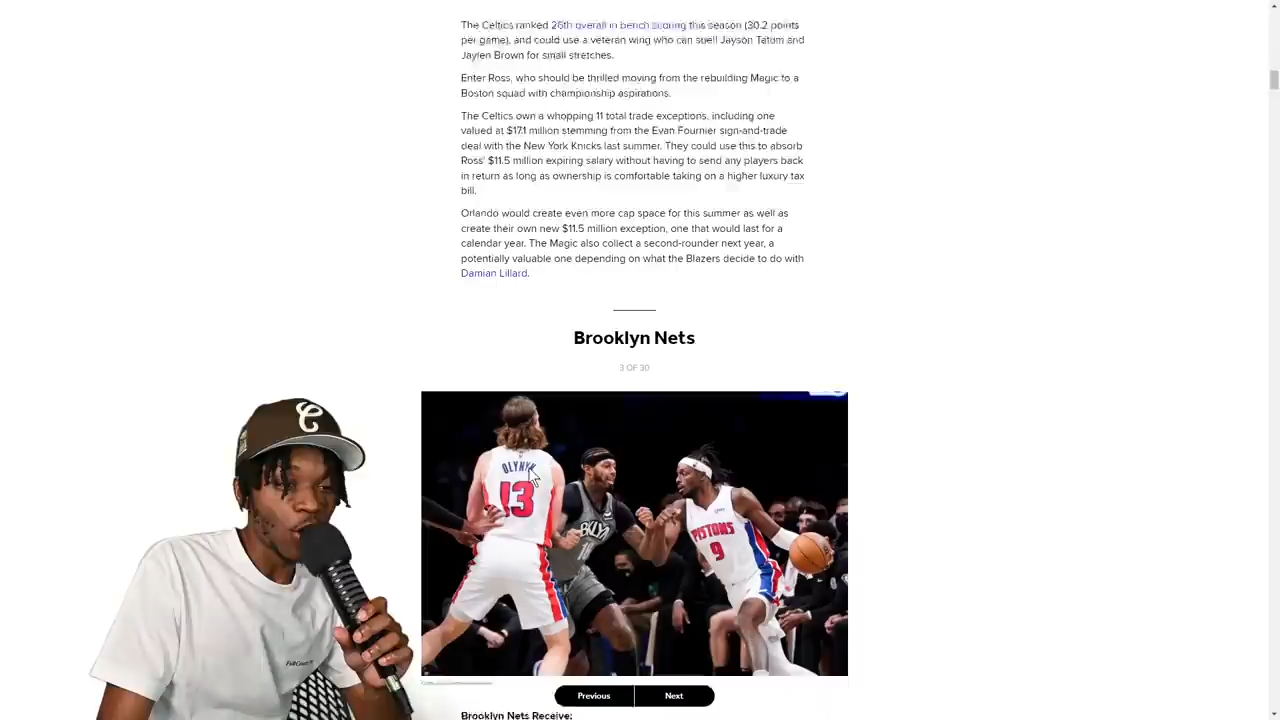 The Celtics ranked 26th overall in bench scoring this season (30.2 points
per game), and could use a veteran wing who can spell Jayson Tatum and
Jaylen Brown for small stretches.
Enter Ross, who should be thrilled moving from the rebuilding Magic to a
Boston squad with championship aspirations.
The Celtics own a whopping 11 total trade exceptions, including one
valued at $17.1 million stemming from the Evan Fournier sign-and-trade
deal with the New York Knicks last summer. They could use this to absorb
Ross' $11.5 million expiring salary without having to send any players back
in return as long as ownership is comfortable taking on a higher luxury tax
bill.
Orlando would create even more cap space for this summer as well as
create their own new $11.5 million exception, one that would last for a
calendar year. The Magic also collect a second-rounder next year, a
potentially valuable one depending on what the Blazers decide to do with
Damian Lillard.
Brooklyn Nets
3 OF 30
C
OLYNYK
13
BKLYN
PISTONS
9
Previous
Next
Brooklyn Nets Receive: